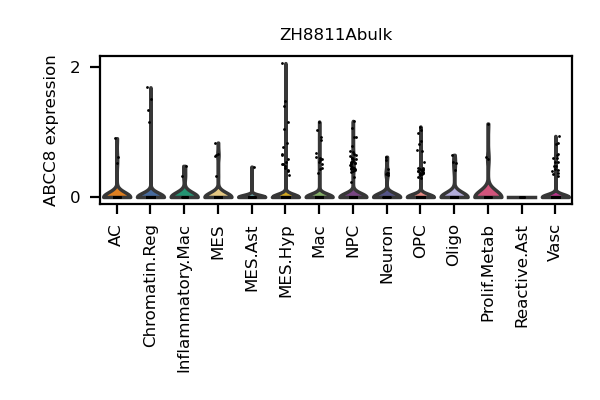 ZH8811Abulk
ABCC8 expression
2
0
AC
Chromatin.Reg
Inflammatory.Mac
MES
MES.Ast
MES.Hyp
Mac
NPC
Neuron
OPC
Oligo
Prolif.Metab
Reactive.Ast
Vasc